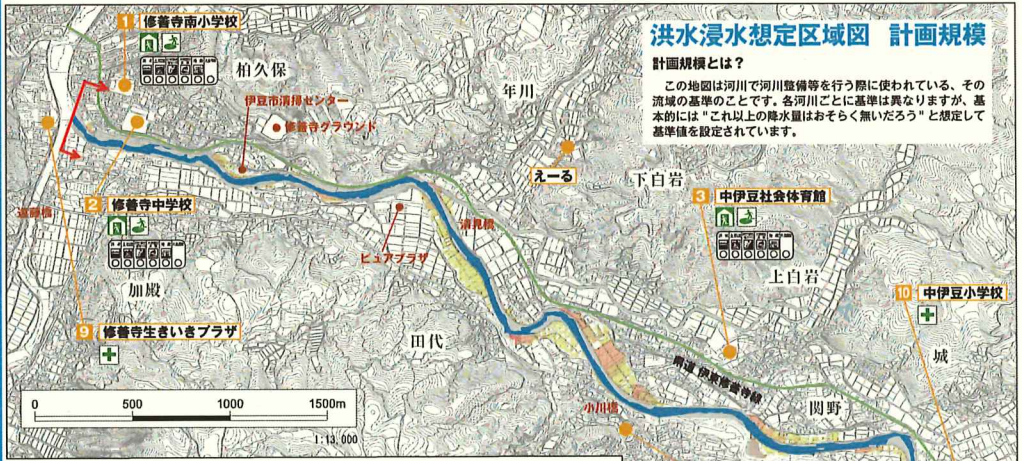 洪水浸水想定区域図 計画規模
計画規模とは？
この地図は河川で河川整備等を行う際に使われている、その
流域の基準のことです。各河川ごとに基準は異なりますが、基
本的には"これ以上の降水量はおそらく無いだろう"と想定して
基準値を設定されています。
1 修善寺南小学校
柏久保
伊豆市清掃センター
修善寺グラウンド
年川
えーる
下白岩
3 中伊豆社会体育館
上白岩
10 中伊豆小学校
城
2 修善寺中学校
遠藤橋
加殿
清見橋
ピュアプラザ
9 修善寺生きいきプラザ
田代
県道 伊東修善寺線
小川橋
関野
0 500 1000 1500m
1:13,000